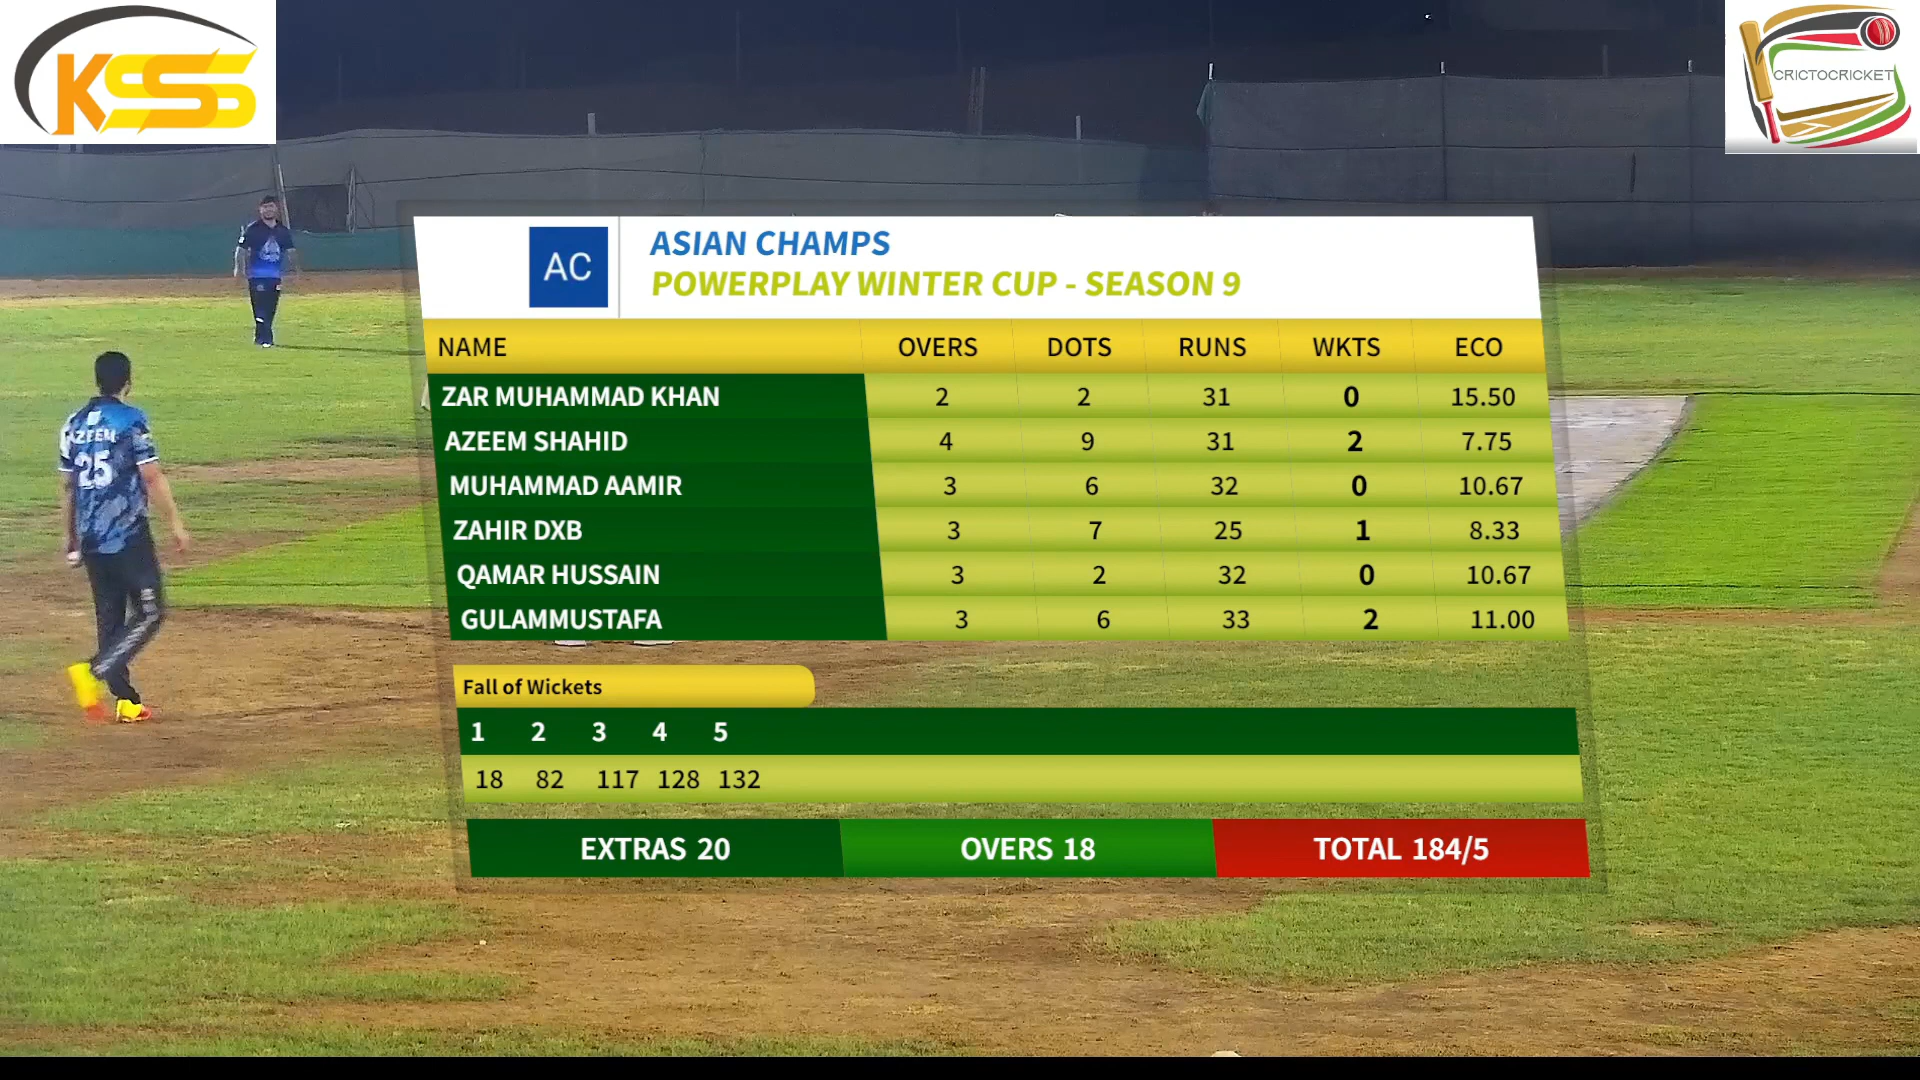 KSS
CRICTOCRICKET
AC
ASIAN CHAMPS
POWERPLAY WINTER CUP - SEASON 9
NAME OVERS DOTS RUNS WKTS ECO
ZAR MUHAMMAD KHAN 2 2 31 0 15.50
AZEEM SHAHID 4 9 31 2 7.75
MUHAMMAD AAMIR 3 6 32 0 10.67
ZAHIR DXB 3 7 25 1 8.33
QAMAR HUSSAIN 3 2 32 0 10.67
GULAMMUSTAFA 3 6 33 2 11.00
Fall of Wickets
1 2 3 4 5
18 82 117 128 132
EXTRAS 20 OVERS 18 TOTAL 184/5
AZEEM
25